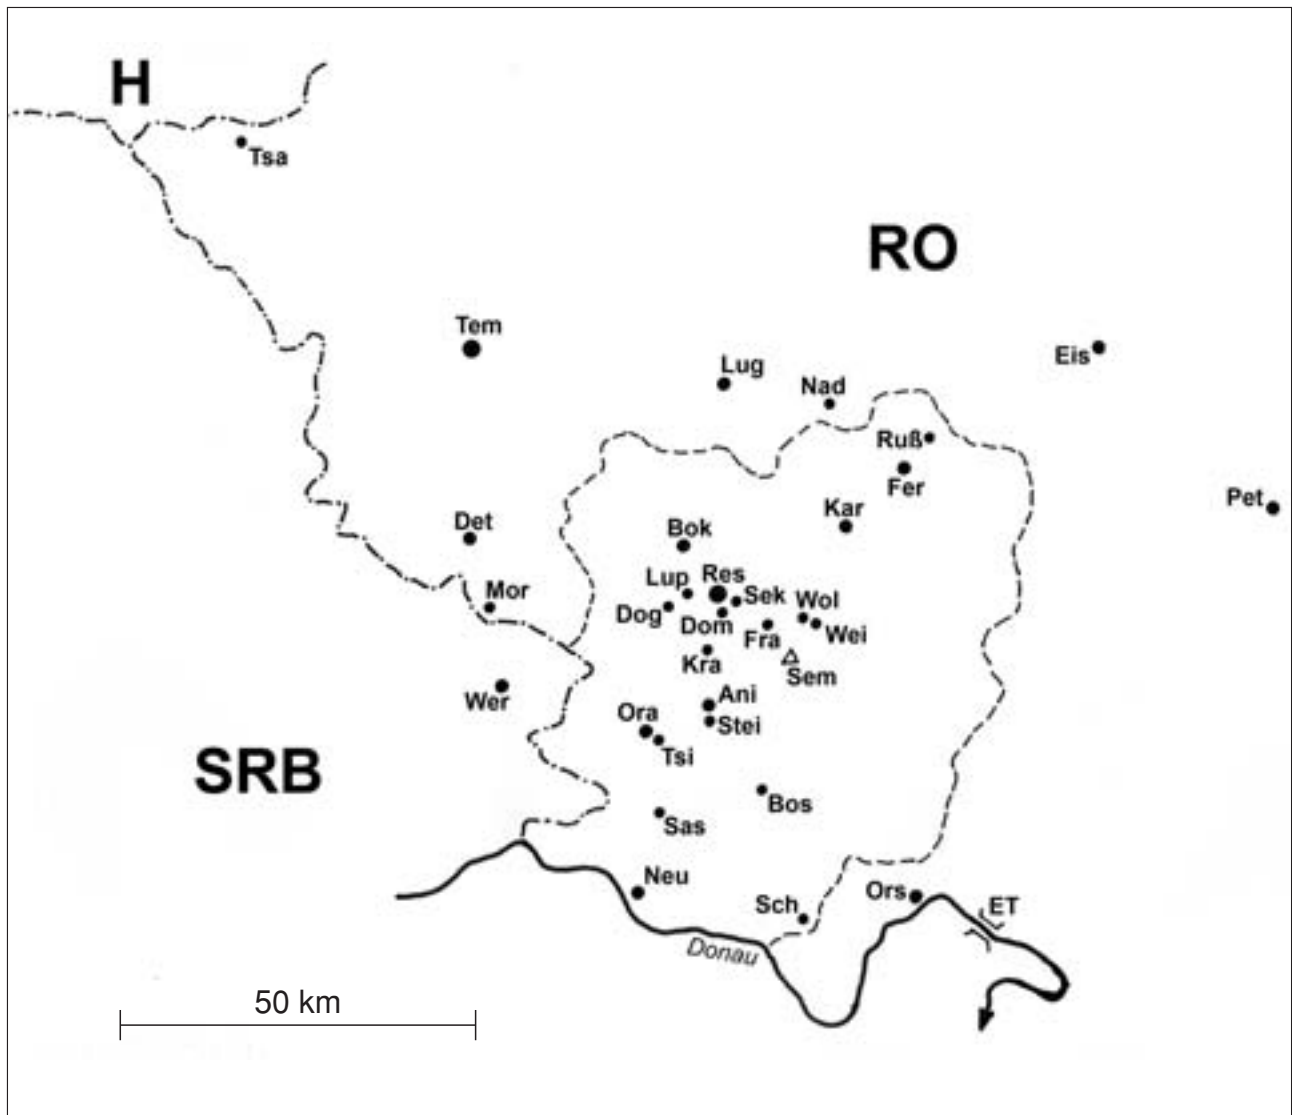 H
Tsa
RO
Tem
Eis
Lug
Nad
Ruß
Fer
Pet
Kar
Det
Bok
Mor
Lup
Res
Sek
Wol
Dog
Dom
Fra
Wei
Kra
Sem
Wer
Ani
Ora
Stei
Tsi
SRB
Bos
Sas
Neu
Sch
Ors
ET
Donau
50 km